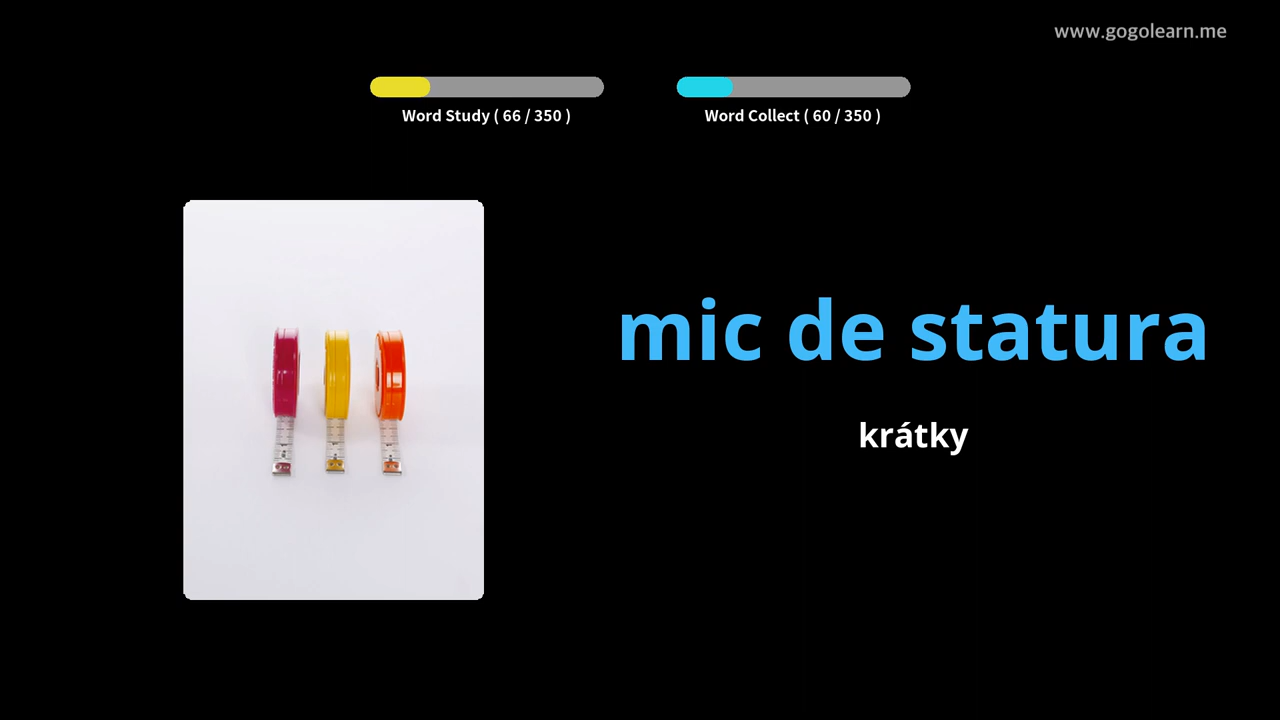 www.gogolearn.me
Word Study ( 66 / 350 )
Word Collect ( 60 / 350 )
mic de statura
krátky